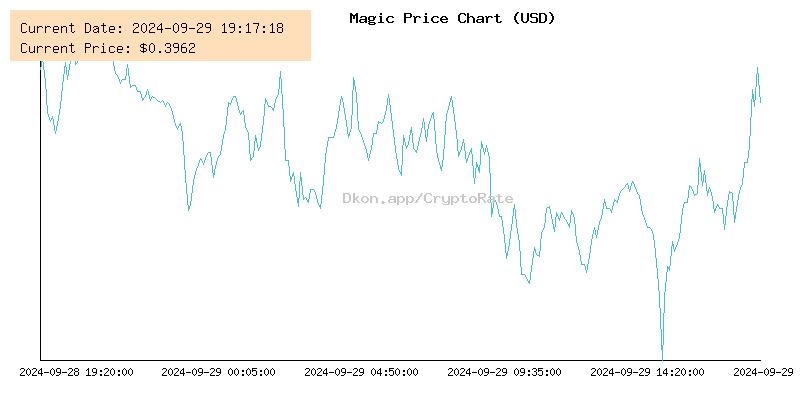 Magic Price Chart (USD)
Current Date: 2024-09-29 19:17:18
Current Price: $0.3962
Dkon.app/CryptoRate
2024-09-28 19:20:00 2024-09-29 00:05:00 2024-09-29 04:50:00 2024-09-29 09:35:00 2024-09-29 14:20:00 2024-09-29